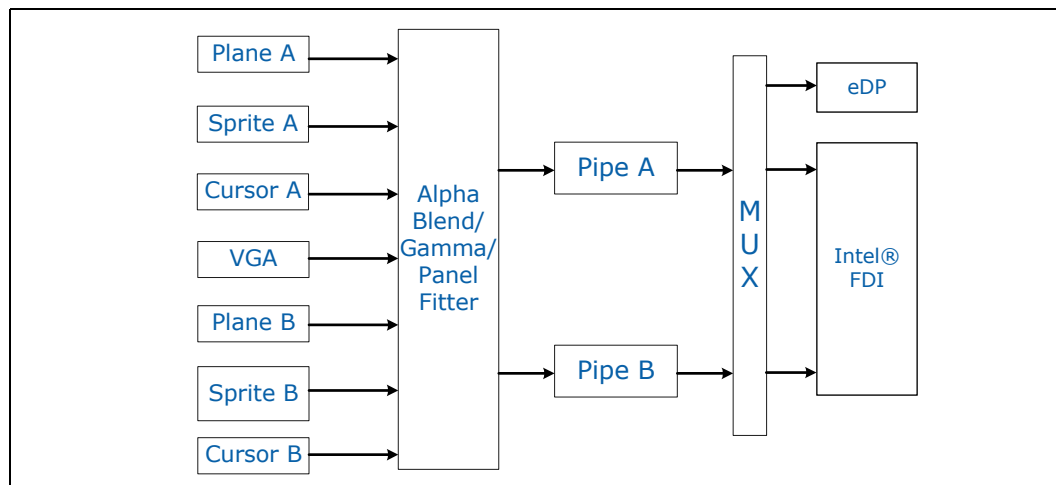 Plane A
Sprite A
Cursor A
VGA
Plane B
Sprite B
Cursor B
Alpha
Blend/
Gamma/
Panel
Fitter
Pipe A
Pipe B
M
U
X
eDP
Intel®
FDI